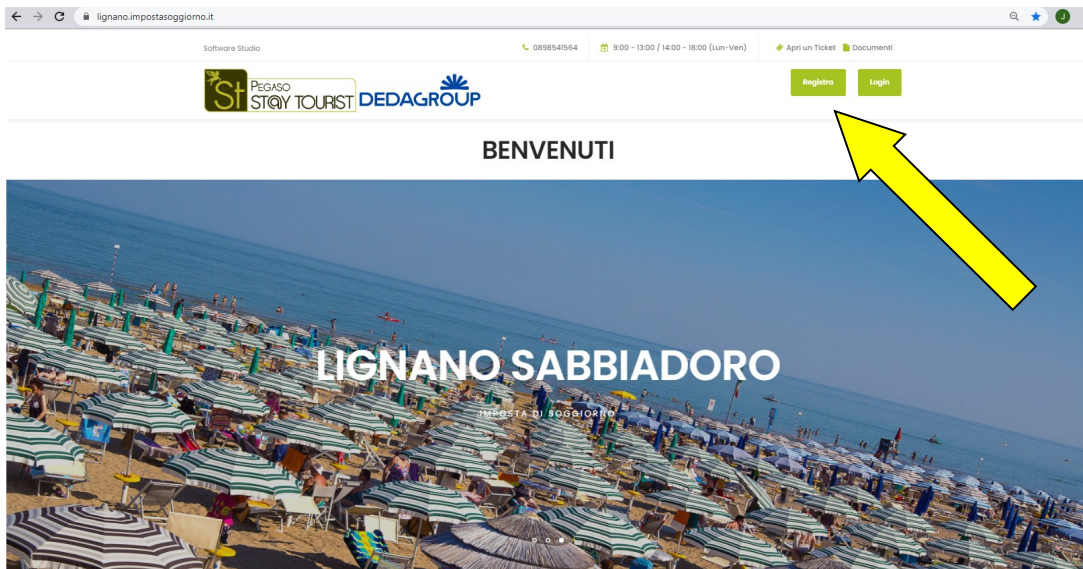 lignano.impostasoggiorno.it
J
Software Studio
0898541564
9:00 - 13:00 / 14:00 - 18:00 (Lun-Ven)
Apri un Ticket
Documenti
St
PEGASO
ST@Y TOURIST
DEDAGROUP
Registra
Login
BENVENUTI
LIGNANO SABBIADORO
IMPOSTA DI SOGGIORNO